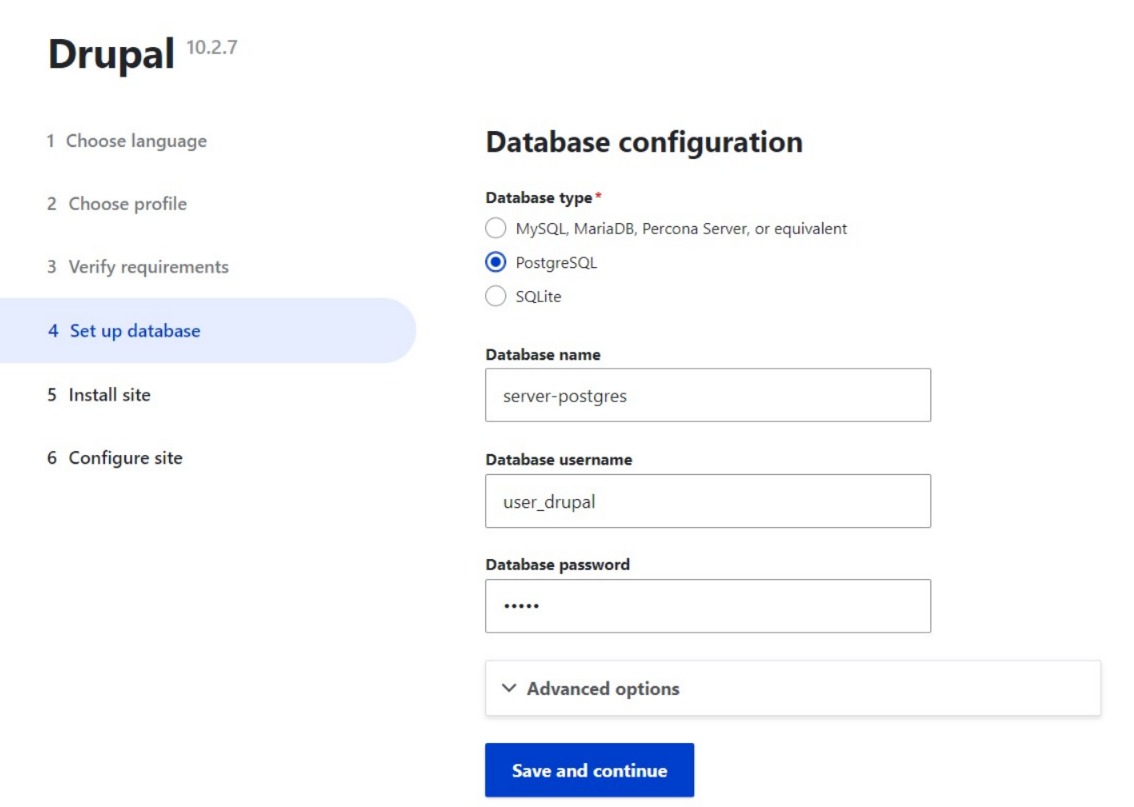 Drupal 10.2.7
1 Choose language
2 Choose profile
3 Verify requirements
4 Set up database
5 Install site
6 Configure site
Database configuration
Database type*
MySQL, MariaDB, Percona Server, or equivalent
PostgreSQL
SQLite
Database name
server-postgres
Database username
user_drupal
Database password
•••••
Advanced options
Save and continue